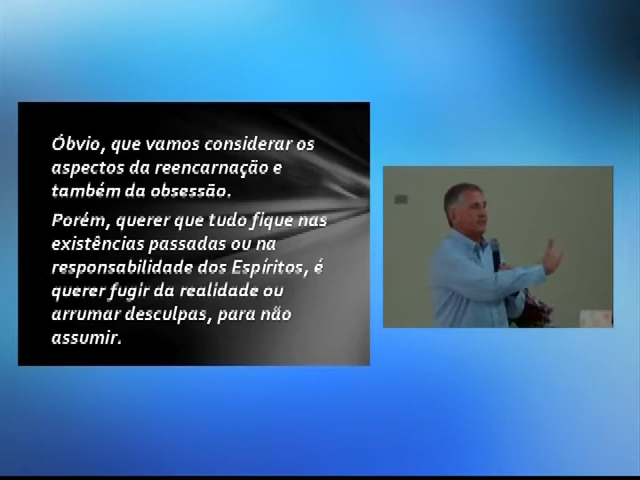 Óbvio, que vamos considerar os
aspectos da reencarnação e
também da obsessão.
Porém, querer que tudo fique nas
existências passadas ou na
responsabilidade dos Espíritos, é
querer fugir da realidade ou
arrumar desculpas, para não
assumir.